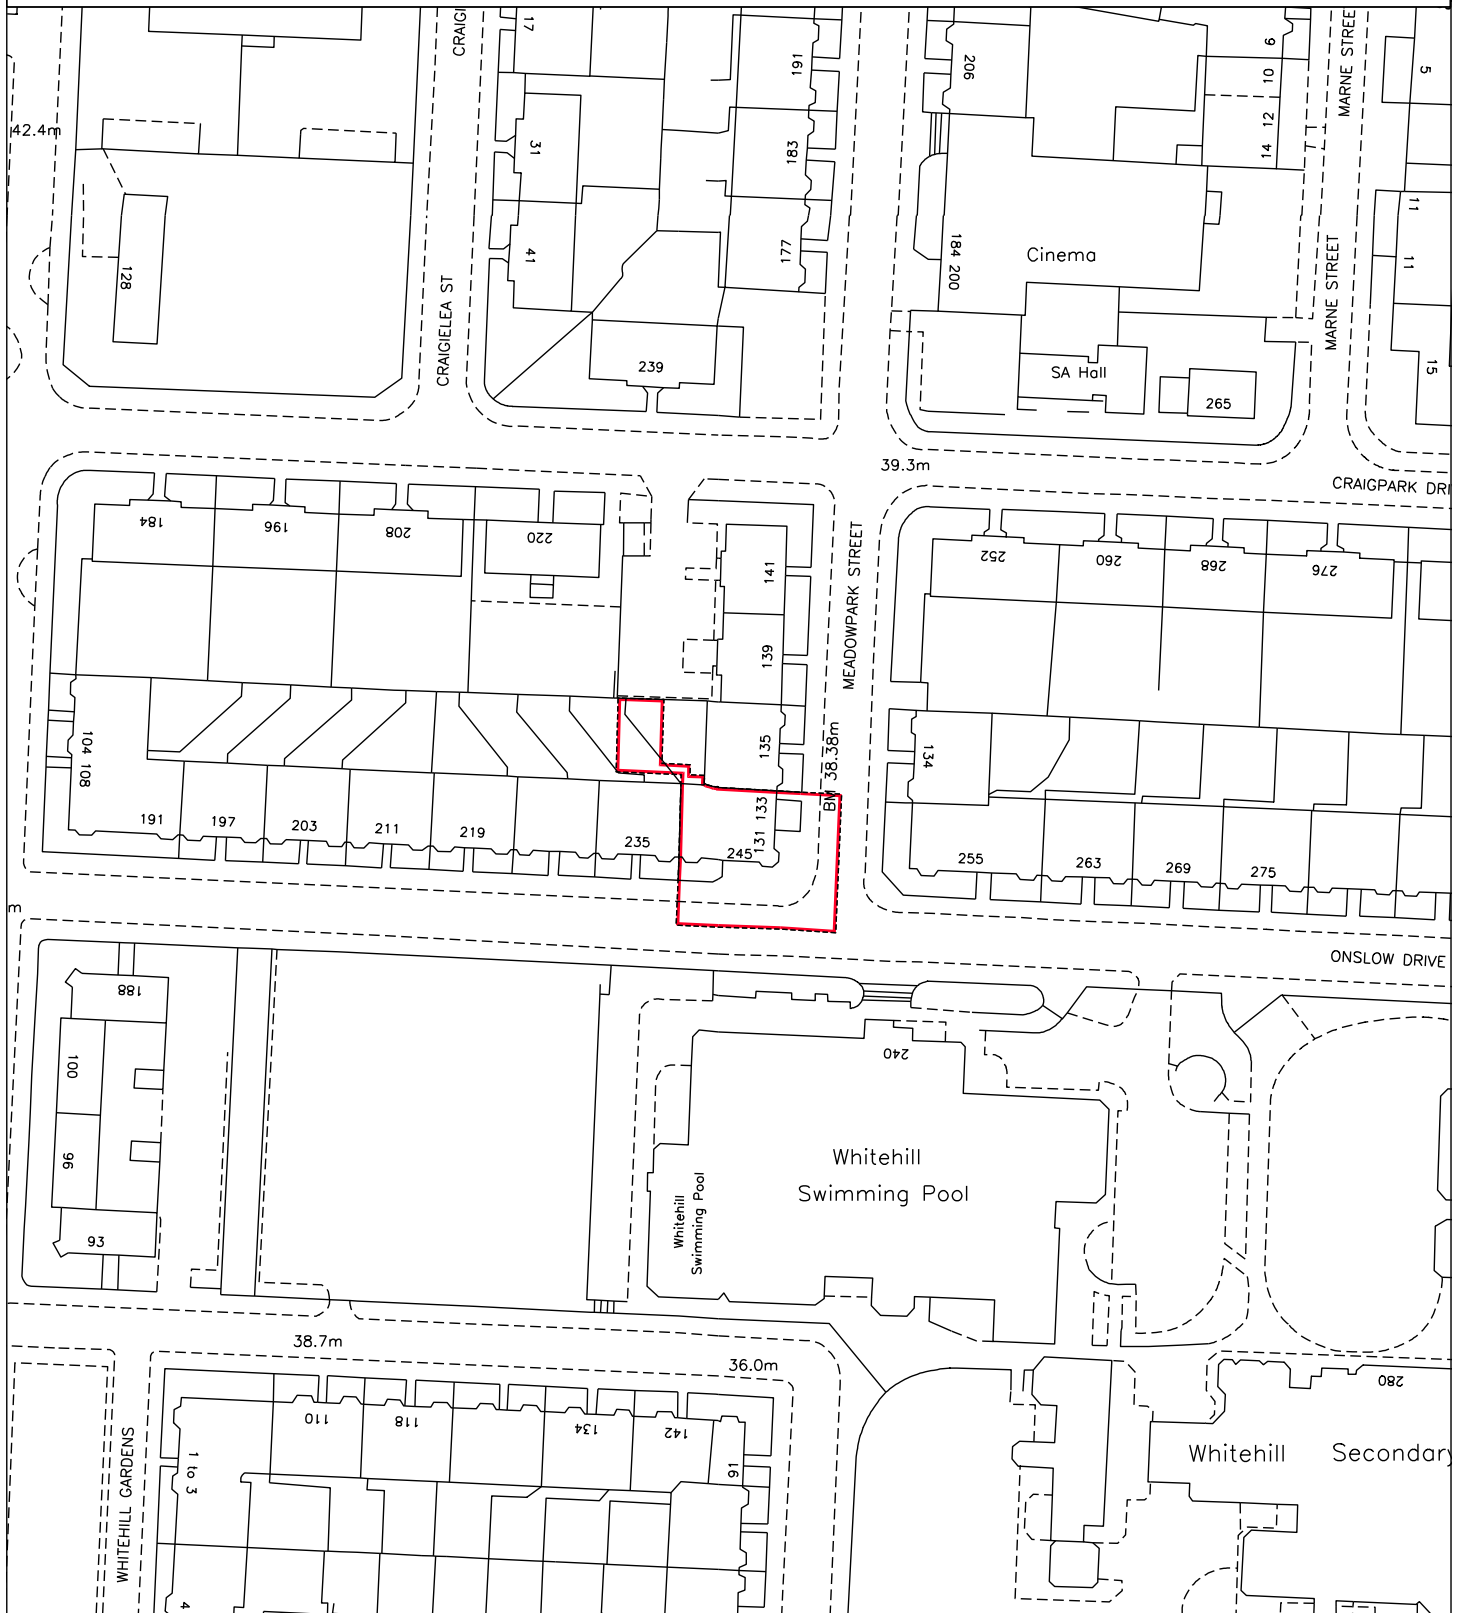 CRAIGI
17
191
206
6
10
MARNE STREE
5
42.4m
31
183
12
14
11
128
41
177
184 200
Cinema
MARNE STREET
11
CRAIGIELEA ST
239
SA Hall
265
15
39.3m
CRAIGPARK DRI
184
196
208
220
141
MEADOWPARK STREET
252
260
268
276
139
104 108
135
BM 38.38m
134
191
197
203
211
219
235
245
131 133
255
263
269
275
m
ONSLOW DRIVE
188
240
100
96
93
Whitehill
Swimming Pool
Whitehill
Swimming Pool
38.7m
36.0m
280
110
118
134
142
91
WHITEHILL GARDENS
1 to 3
Whitehill Secondary
4